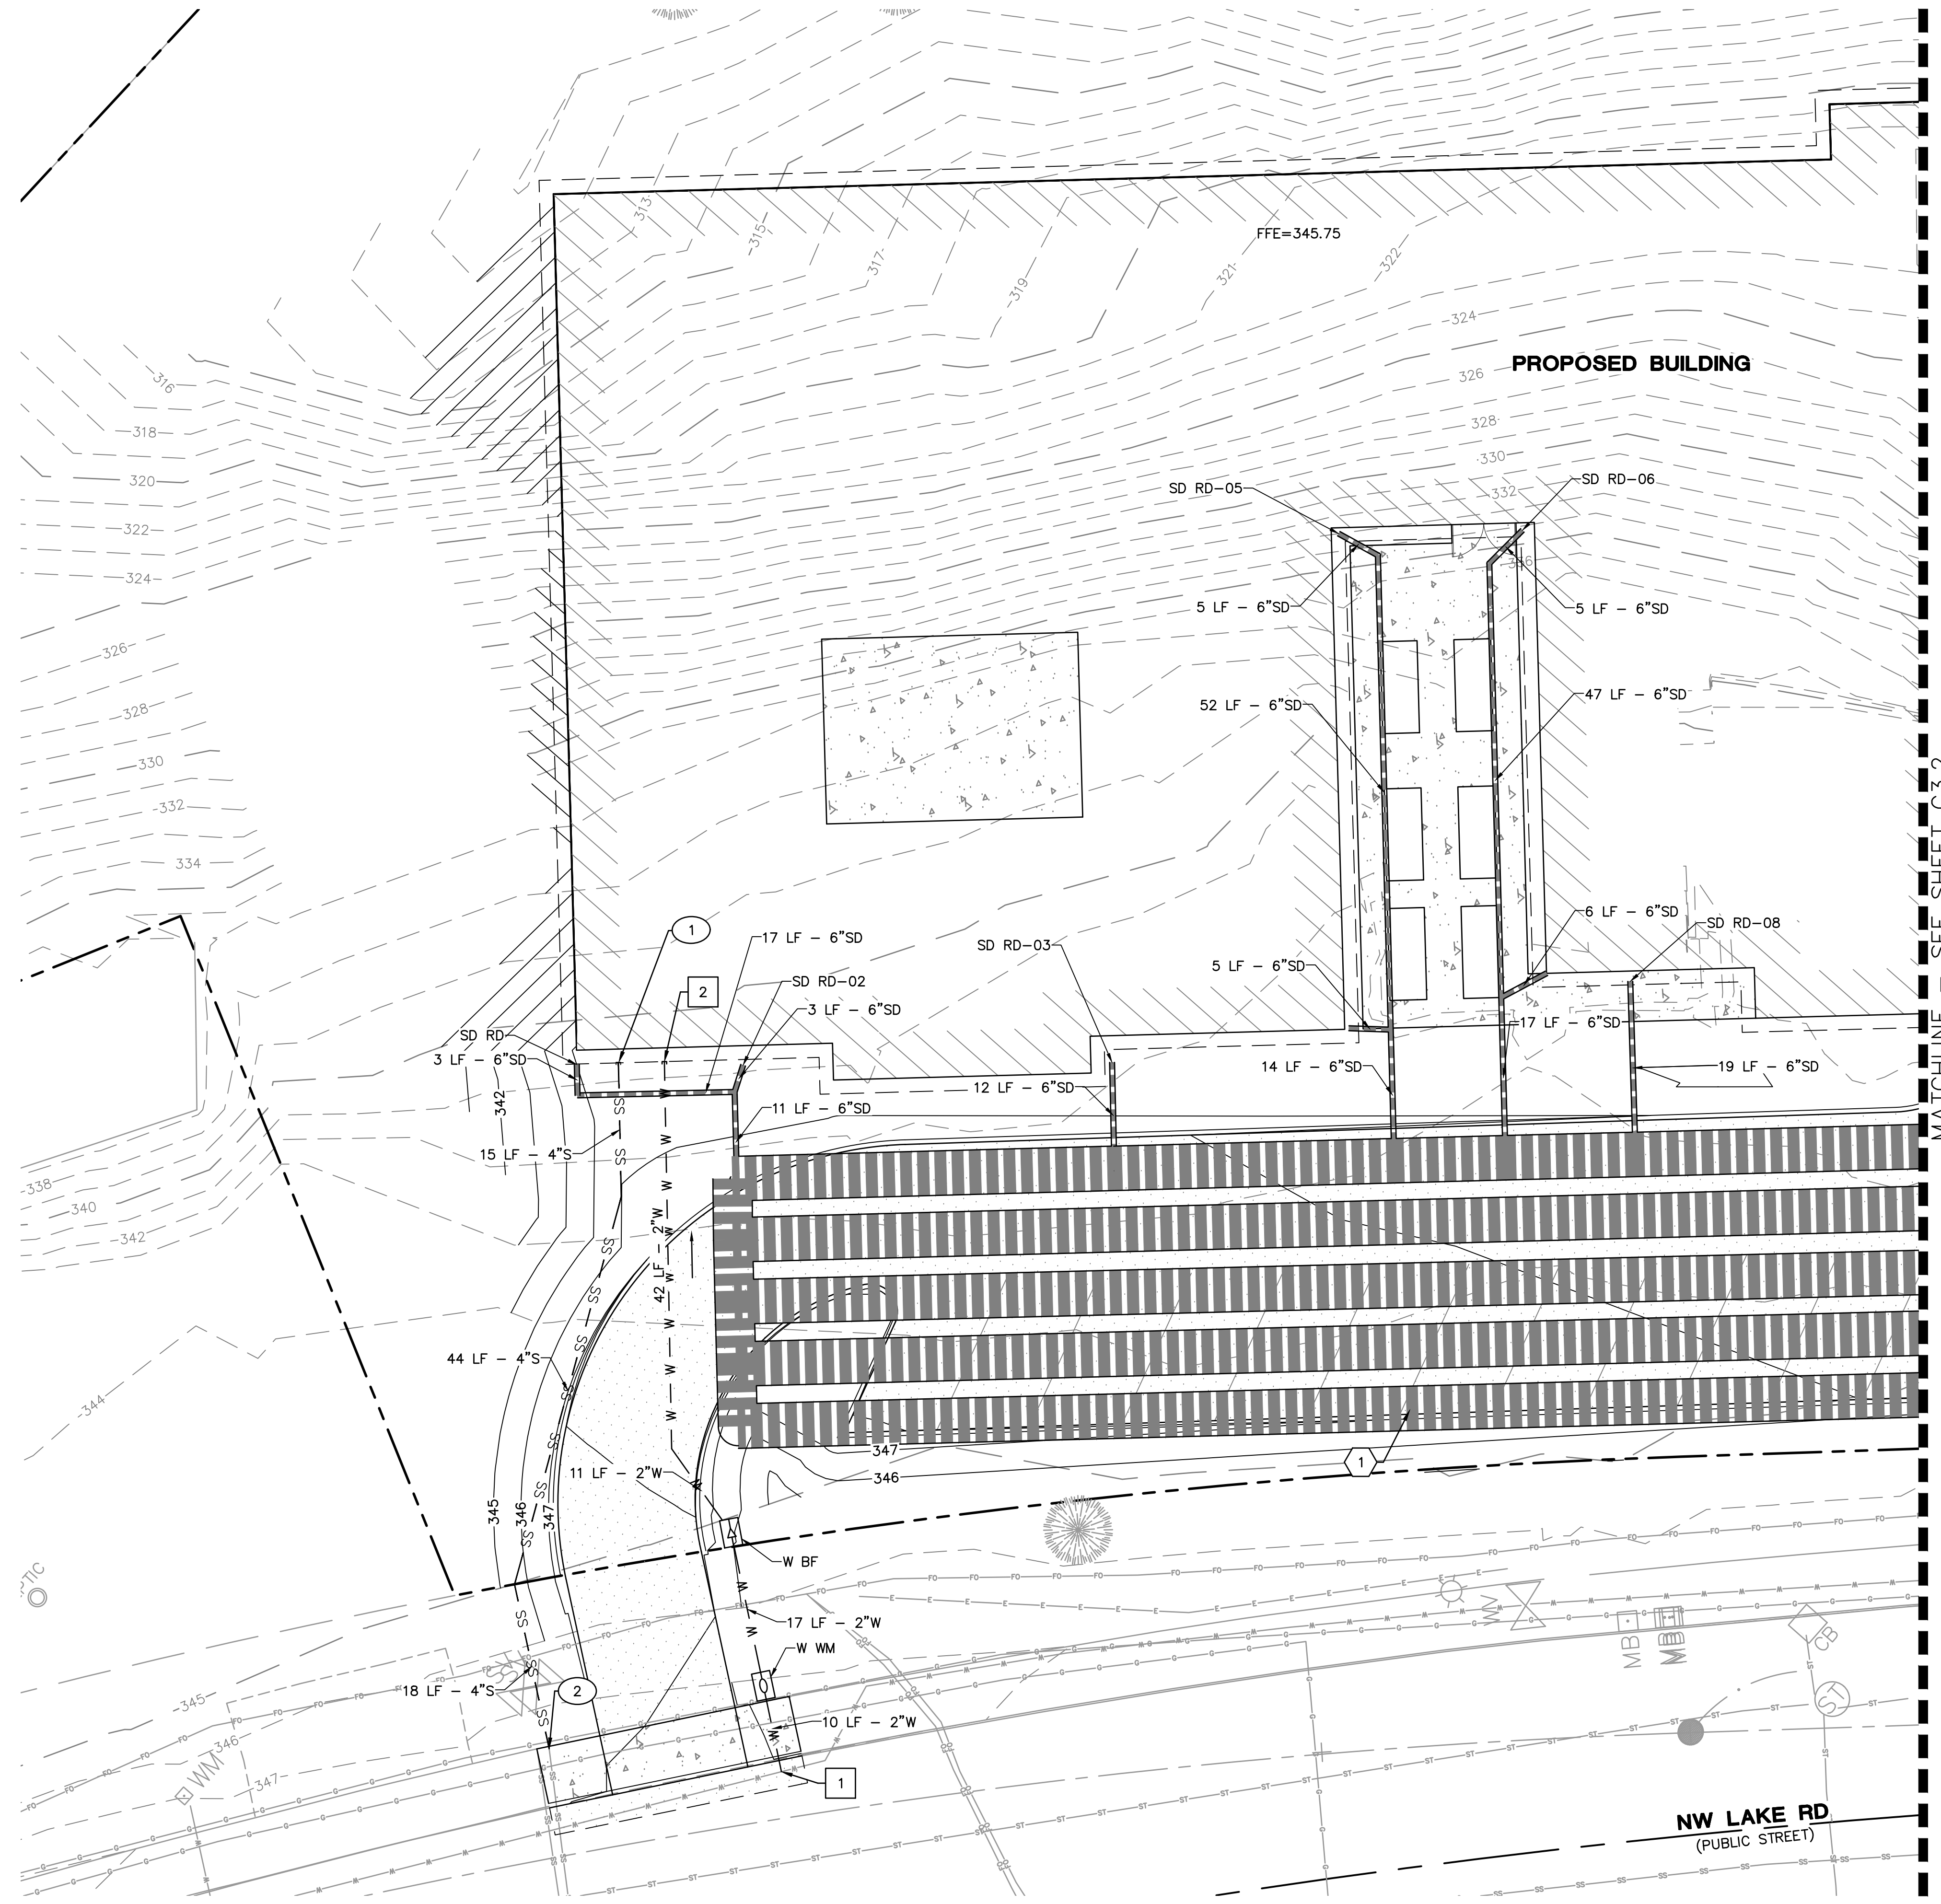 313
315
317
319
321
322
FFE=345.75
324
PROPOSED BUILDING
326
328
330
332
336
316
318
320
322
324
326
328
330
332
334
SD RD-05
SD RD-06
5 LF - 6"SD
5 LF - 6"SD
52 LF - 6"SD
47 LF - 6"SD
MATCHLINE - SEE SHEET C3.2
1
17 LF - 6"SD
2
SD RD-02
3 LF - 6"SD
SD RD-03
5 LF - 6"SD
6 LF - 6"SD
SD RD-08
SD RD
3 LF - 6"SD
342
17 LF - 6"SD
14 LF - 6"SD
19 LF - 6"SD
12 LF - 6"SD
11 LF - 6"SD
15 LF - 4"S
338
340
342
42 LF - 2"W
44 LF - 4"S
344
347
346
1
11 LF - 2"W
345
346
347
W BF
17 LF - 2"W
W WM
18 LF - 4"S
2
10 LF - 2"W
1
345
346
347
WM
CB
ST
NW LAKE RD
(PUBLIC STREET)